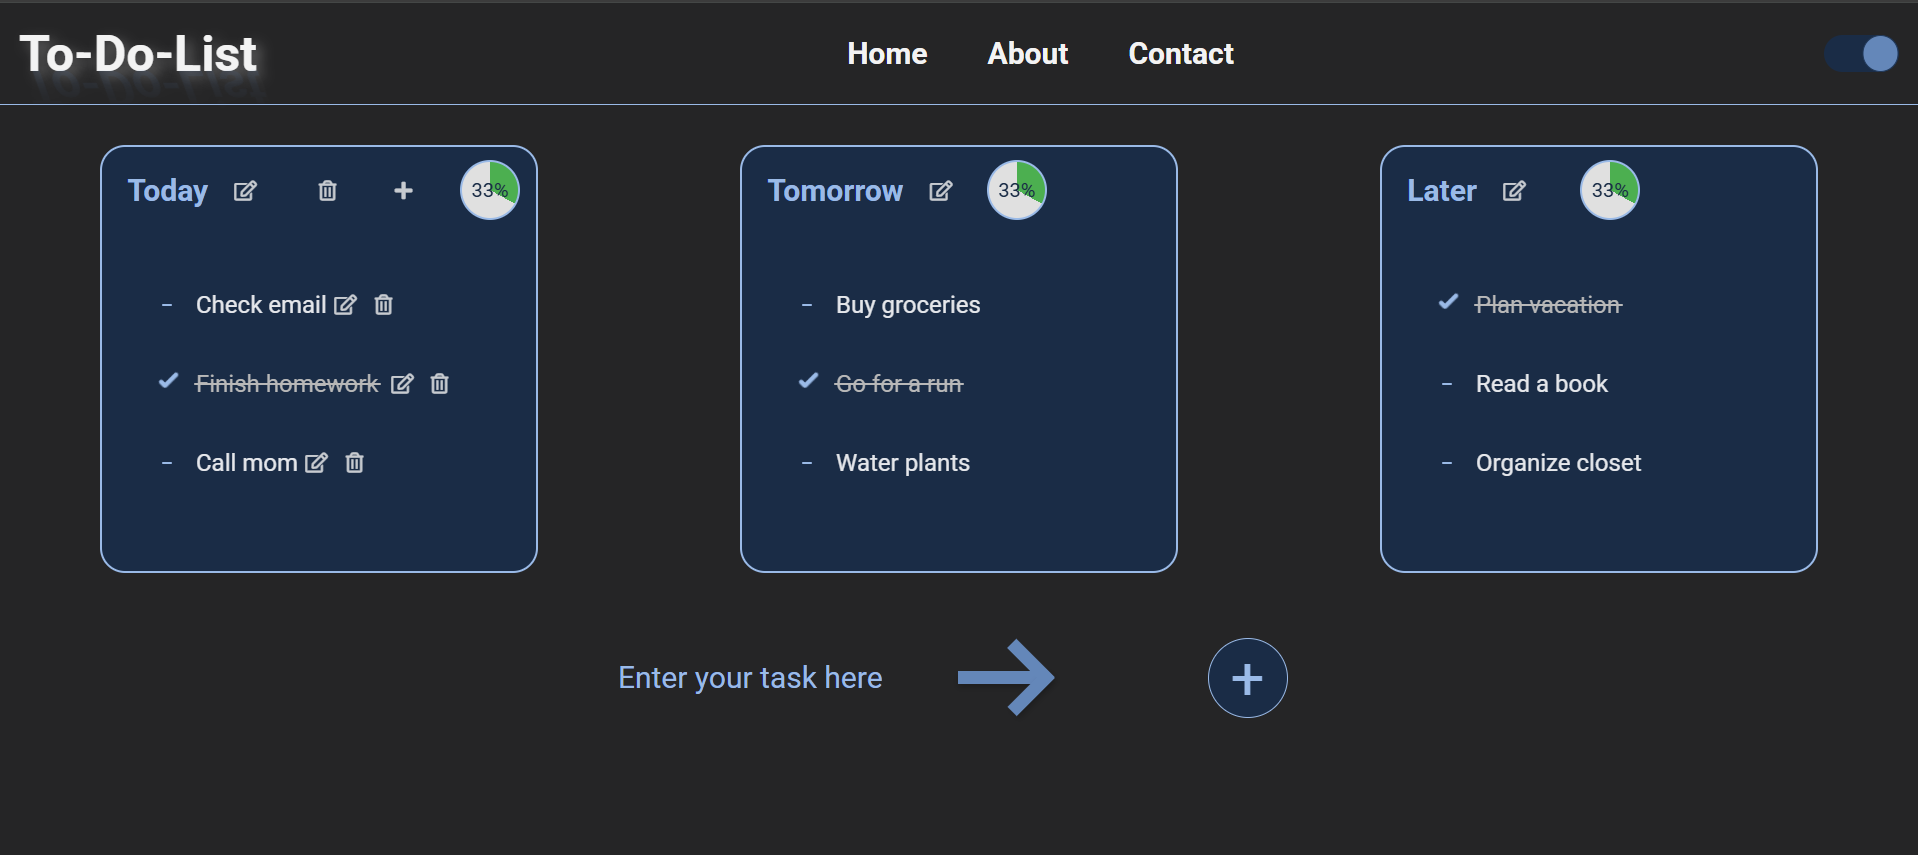 To-Do-List
Home About Contact
Today 33%
- Check email
Finish homework
- Call mom
Tomorrow 33%
- Buy groceries
Go for a run
- Water plants
Later 33%
Plan vacation
- Read a book
- Organize closet
Enter your task here